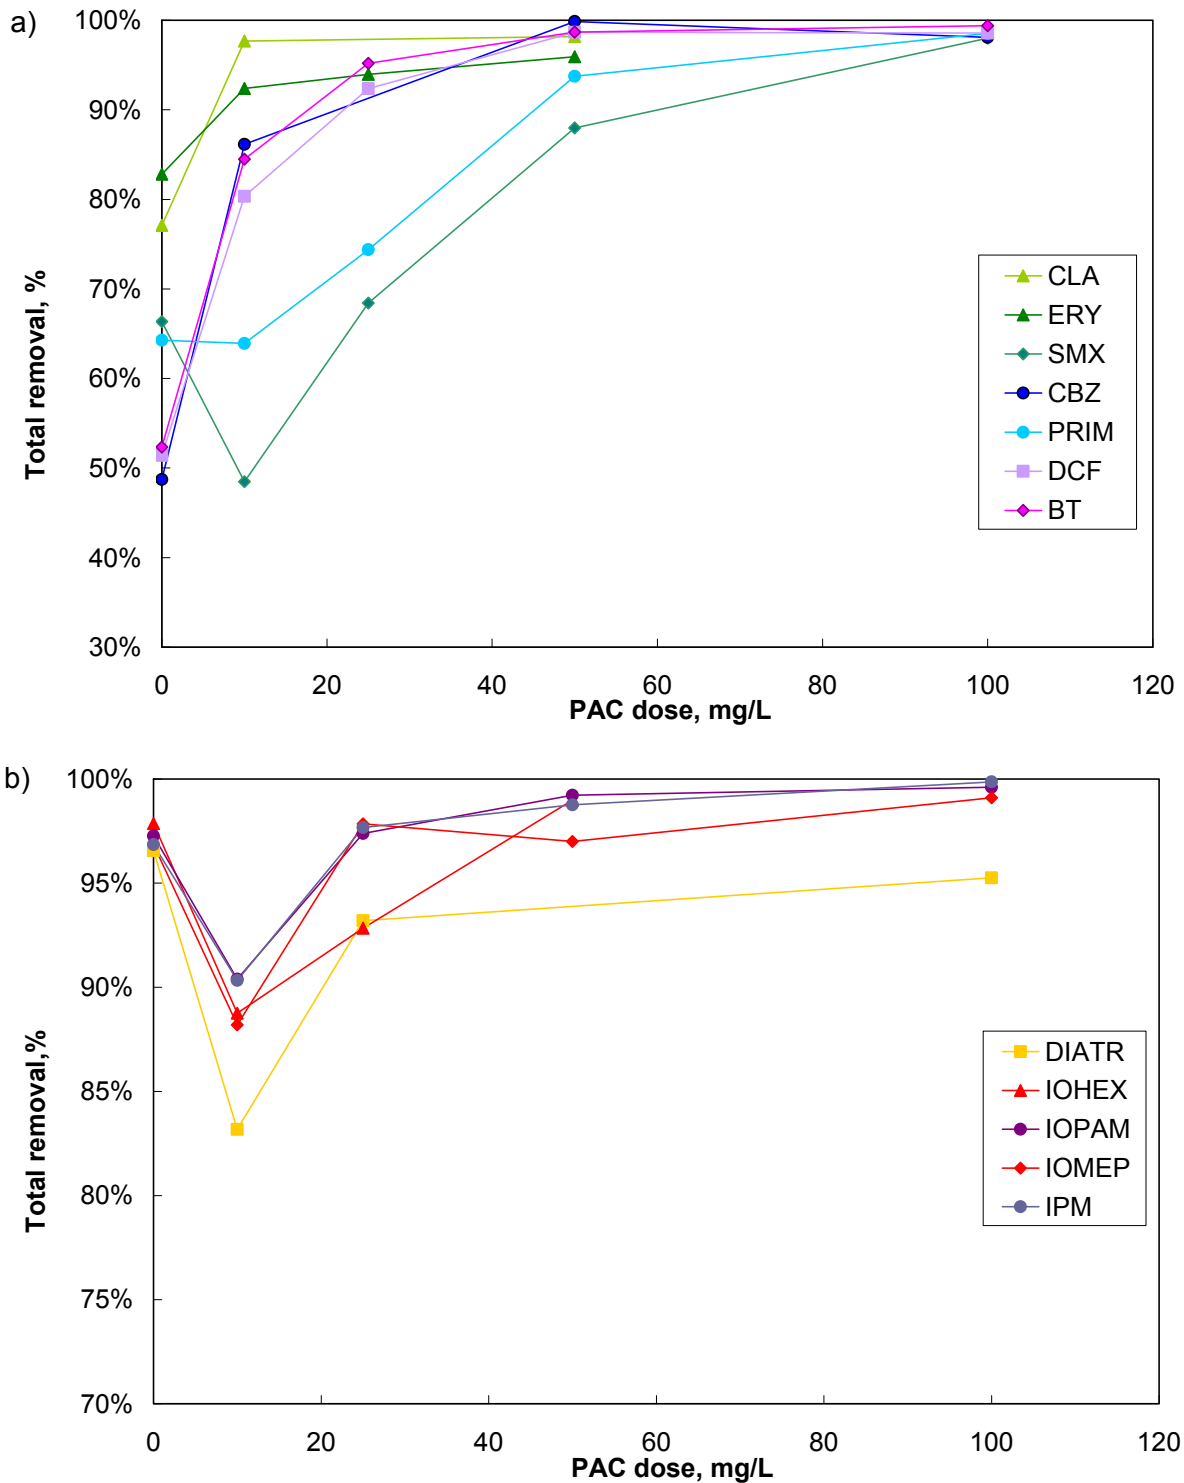 a)
100%
90%
80%
70%
60%
50%
40%
30%
Total removal, %
CLA
ERY
SMX
CBZ
PRIM
DCF
BT
0 20 40 60 80 100 120
PAC dose, mg/L
b)
100%
95%
90%
85%
80%
75%
70%
Total removal,%
DIATR
IOHEX
IOPAM
IOMEP
IPM
0 20 40 60 80 100 120
PAC dose, mg/L